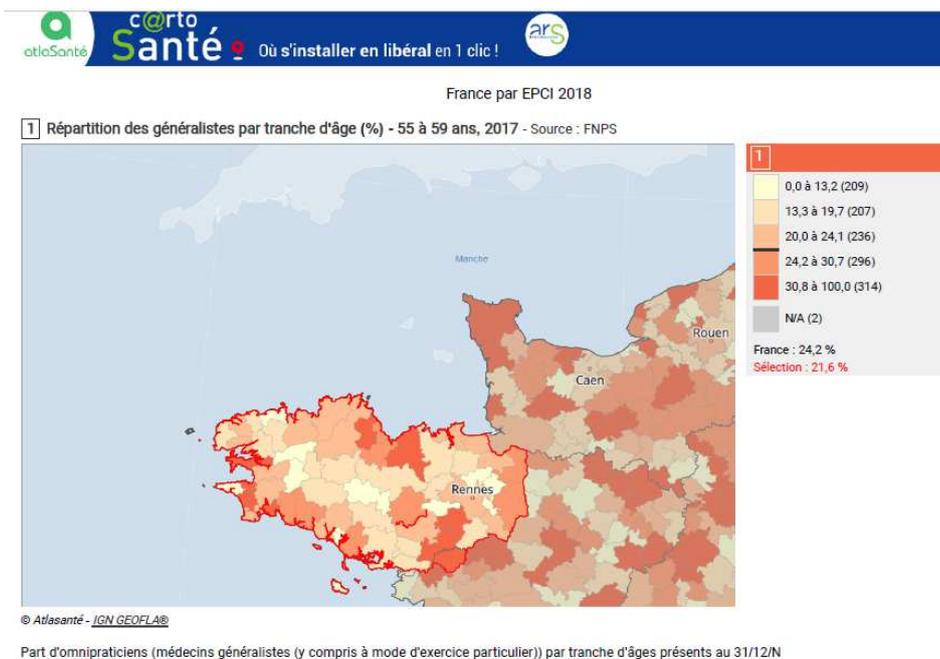 atlaSanté
c@rto
Santé Où s'installer en libéral en 1 clic !
ars
France par EPCI 2018
1 Répartition des généralistes par tranche d'âge (%) - 55 à 59 ans, 2017 - Source : FNPS
Manche
Rouen
Caen
Rennes
1
0,0 à 13,2 (209)
13,3 à 19,7 (207)
20,0 à 24,1 (236)
24,2 à 30,7 (296)
30,8 à 100,0 (314)
N/A (2)
France : 24,2 %
Sélection : 21,6 %
© Atlasanté - IGN GEOFLA®
Part d'omnipraticiens (médecins généralistes (y compris à mode d'exercice particulier)) par tranche d'âges présents au 31/12/N